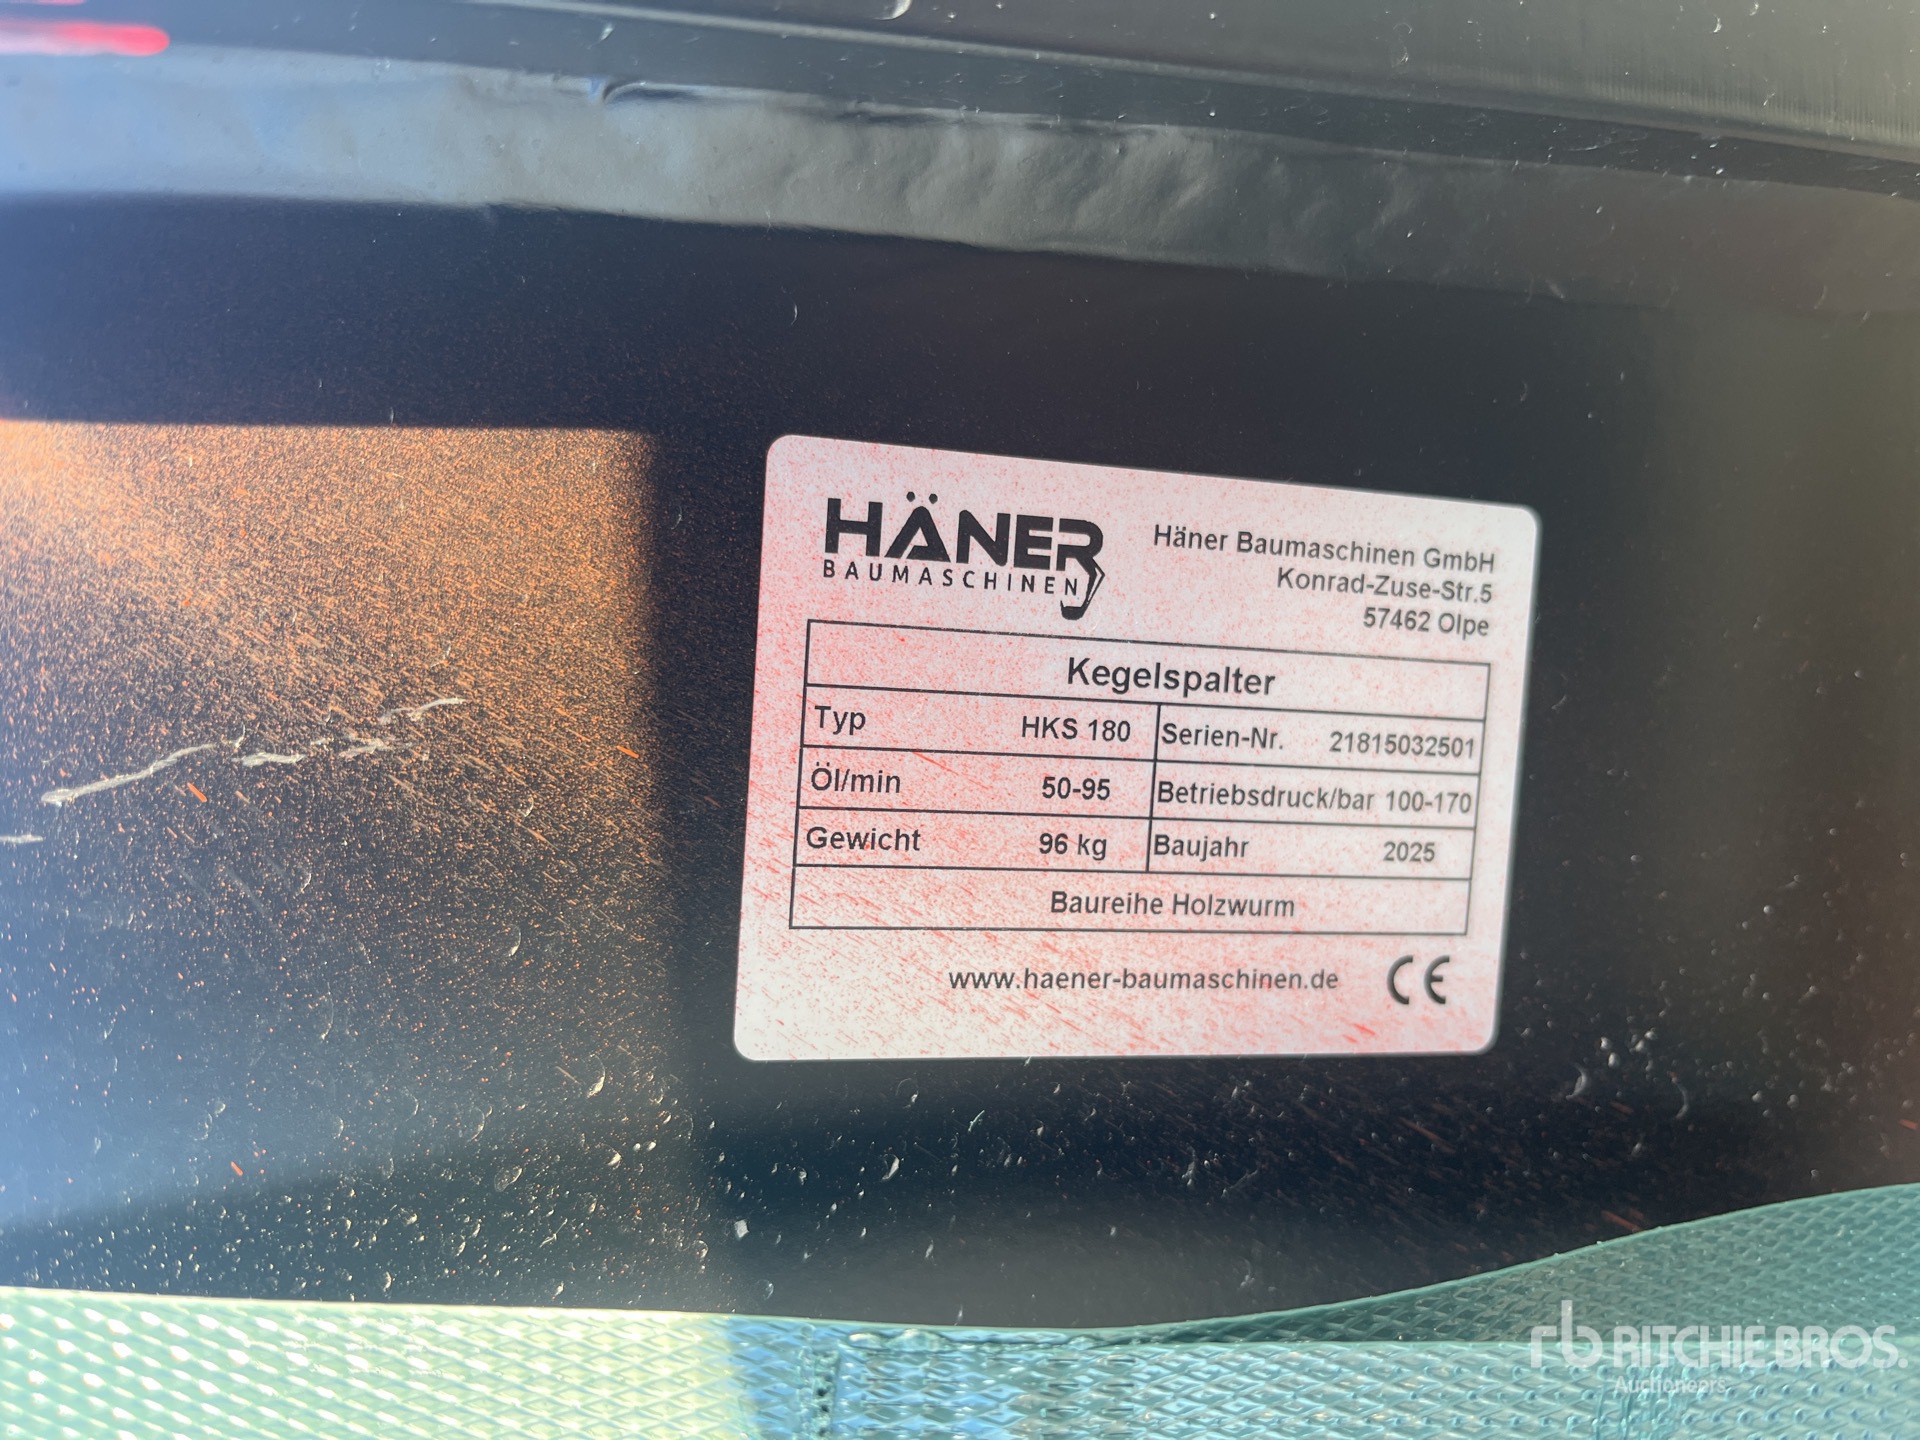 HÄNER
BAUMASCHINEN
Häner Baumaschinen GmbH
Konrad-Zuse-Str.5
57462 Olpe
Kegelspalter
Typ HKS 180 Serien-Nr. 21815032501
Öl/min 50-95 Betriebsdruck/bar 100-170
Gewicht 96 kg Baujahr 2025
Baureihe Holzwurm
www.haener-baumaschinen.de CE
rb RITCHIE BROS.
Auctioneers